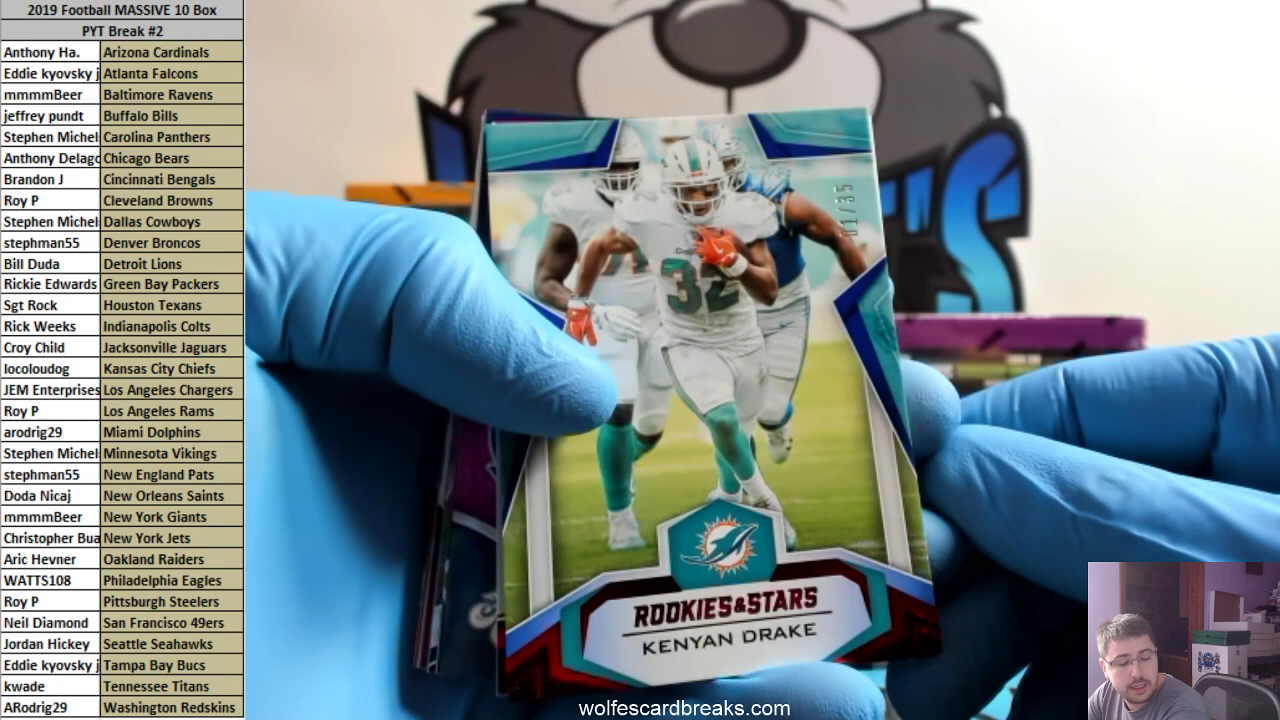 2019 Football MASSIVE 10 Box
PYT Break #2
Anthony Ha. Arizona Cardinals
Eddie kyovsky j Atlanta Falcons
mmmmBeer Baltimore Ravens
jeffrey pundt Buffalo Bills
Stephen Michel Carolina Panthers
Anthony Delago Chicago Bears
Brandon J Cincinnati Bengals
Roy P Cleveland Browns
Stephen Michel Dallas Cowboys
stephman55 Denver Broncos
Bill Duda Detroit Lions
Rickie Edwards Green Bay Packers
Sgt Rock Houston Texans
Rick Weeks Indianapolis Colts
Croy Child Jacksonville Jaguars
locoloudog Kansas City Chiefs
JEM Enterprises Los Angeles Chargers
Roy P Los Angeles Rams
arodrig29 Miami Dolphins
Stephen Michel Minnesota Vikings
stephman55 New England Pats
Doda Nicaj New Orleans Saints
mmmmBeer New York Giants
Christopher Bua New York Jets
Aric Hevner Oakland Raiders
WATTS108 Philadelphia Eagles
Roy P Pittsburgh Steelers
Neil Diamond San Francisco 49ers
Jordan Hickey Seattle Seahawks
Eddie kyovsky j Tampa Bay Bucs
kwade Tennessee Titans
ARodrig29 Washington Redskins
'S
/35
32
ROOKIES&STARS
KENYAN DRAKE
wolfescardbreaks.com